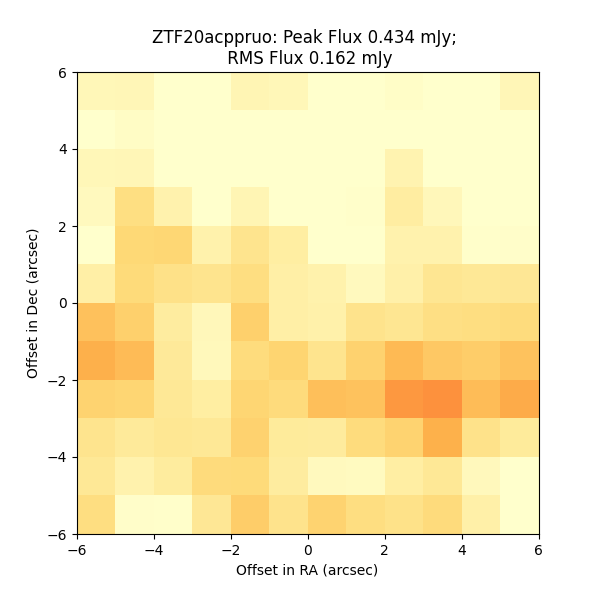 ZTF20acppruo: Peak Flux 0.434 mJy;
RMS Flux 0.162 mJy
6
4
2
0
−2
−4
−6
Offset in Dec (arcsec)
−6 −4 −2 0 2 4 6
Offset in RA (arcsec)